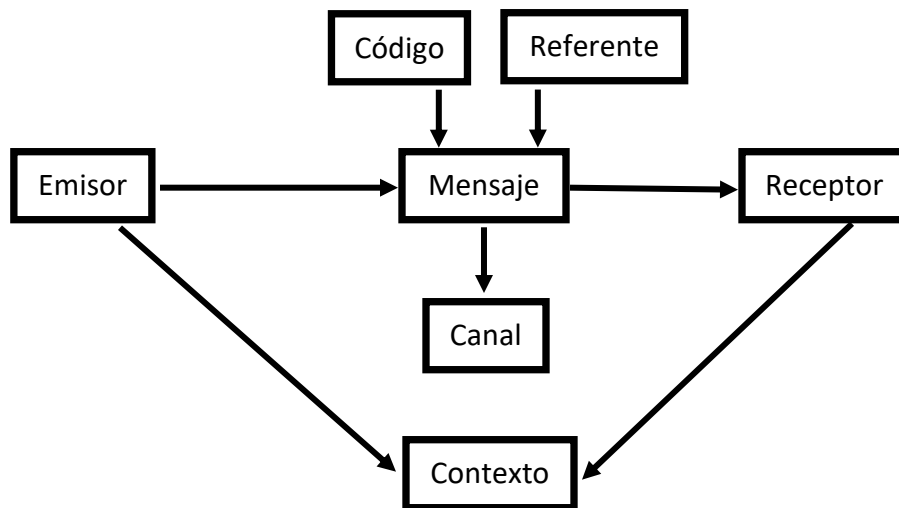 Código
Referente
Emisor
Mensaje
Receptor
Canal
Contexto